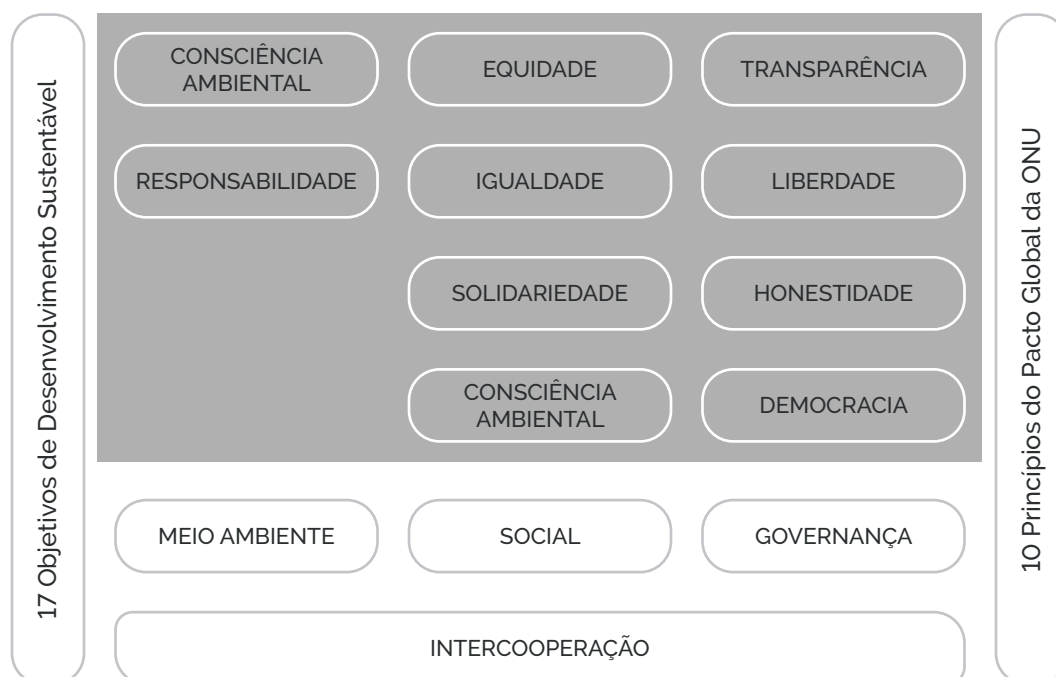 17 Objetivos de Desenvolvimento Sustentável
CONSCIÊNCIA
AMBIENTAL
EQUIDADE
TRANSPARÊNCIA
RESPONSABILIDADE
IGUALDADE
LIBERDADE
SOLIDARIEDADE
HONESTIDADE
CONSCIÊNCIA
AMBIENTAL
DEMOCRACIA
MEIO AMBIENTE
SOCIAL
GOVERNANÇA
INTERCOOPERAÇÃO
10 Princípios do Pacto Global da ONU